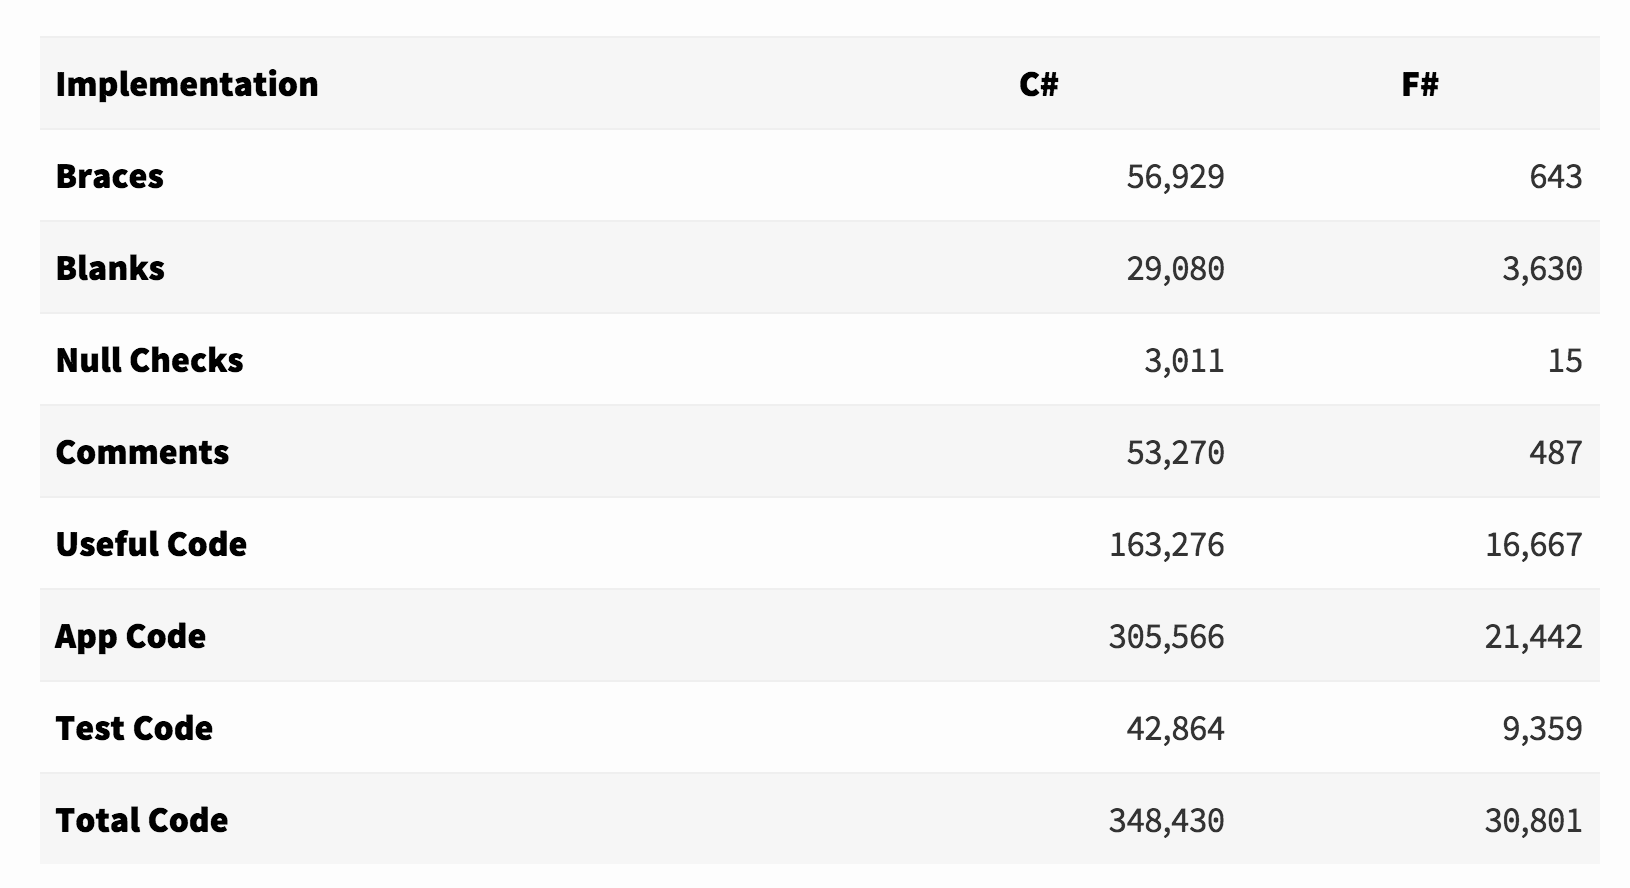 Implementation C# F#
Braces 56,929 643
Blanks 29,080 3,630
Null Checks 3,011 15
Comments 53,270 487
Useful Code 163,276 16,667
App Code 305,566 21,442
Test Code 42,864 9,359
Total Code 348,430 30,801